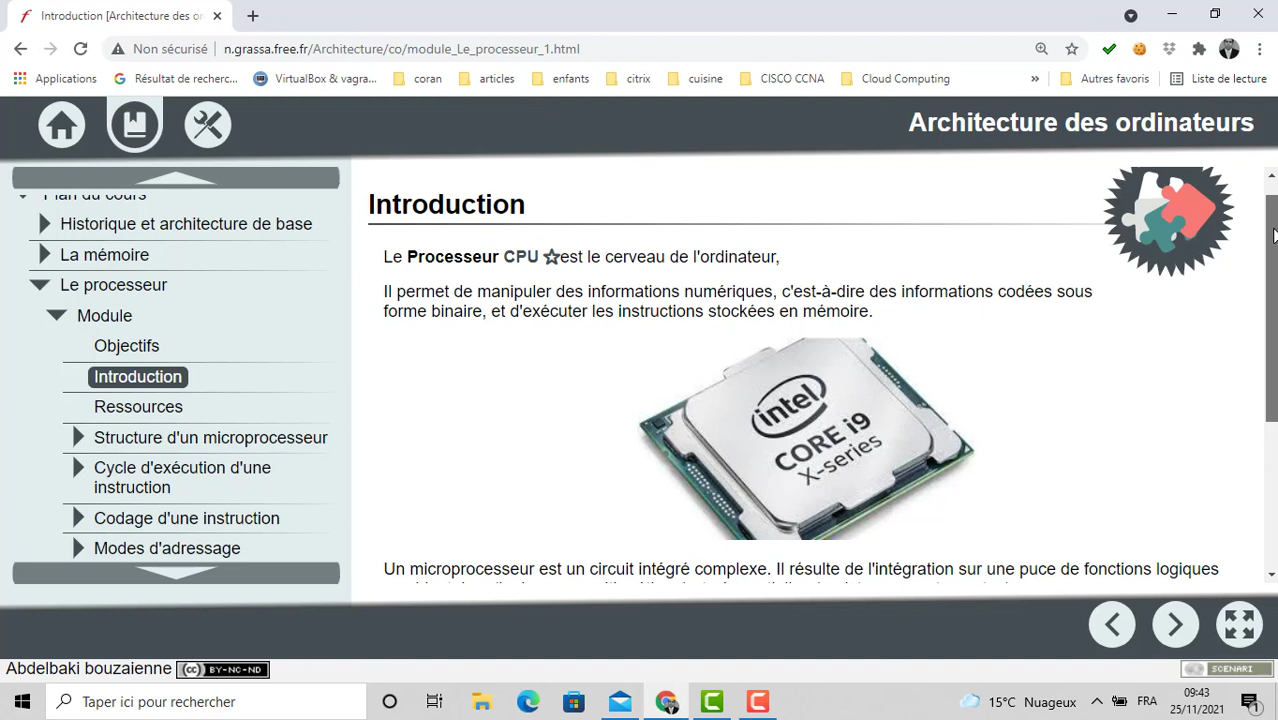 Introduction [Architecture des or
Non sécurisé
n.grassa.free.fr/Architecture/co/module_Le_processeur_1.html
Applications
Résultat de recherc...
VirtualBox & vagra...
coran
articles
enfants
citrix
cuisine
CISCO CCNA
Cloud Computing
»
Autres favoris
Liste de lecture
Architecture des ordinateurs
Plan du cours
Historique et architecture de base
La mémoire
Le processeur
Module
Objectifs
Introduction
Ressources
Structure d'un microprocesseur
Cycle d'exécution d'une
instruction
Codage d'une instruction
Modes d'adressage
Introduction
Le Processeur CPU est le cerveau de l'ordinateur,
Il permet de manipuler des informations numériques, c'est-à-dire des informations codées sous
forme binaire, et d'exécuter les instructions stockées en mémoire.
intel
CORE i9
X-series
Un microprocesseur est un circuit intégré complexe. Il résulte de l'intégration sur une puce de fonctions logiques
Abdelbaki bouzaienne
cc BY-NC-ND
SCENARI
Taper ici pour rechercher
15°C Nuageux
FRA
09:43
25/11/2021
1